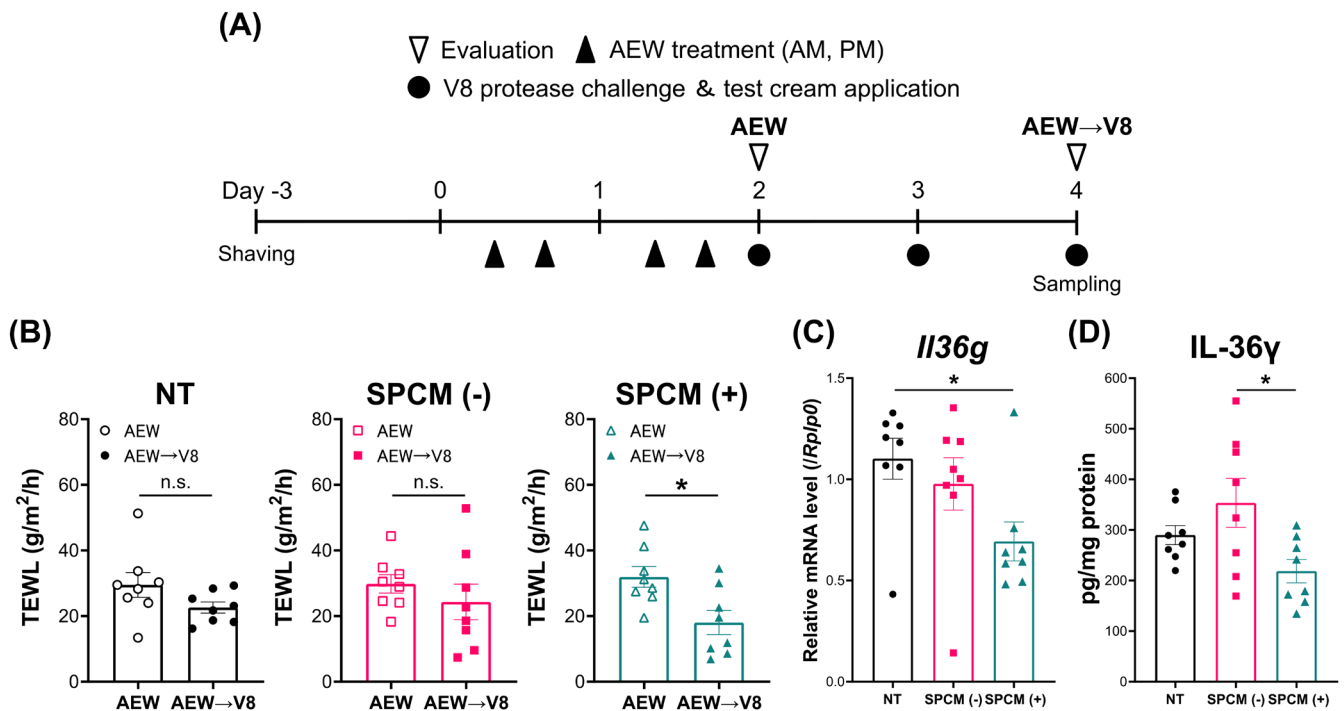 (A)
Evaluation
AEW treatment (AM, PM)
V8 protease challenge & test cream application
AEW
AEW→V8
Day -3
0
1
2
3
4
Shaving
Sampling
(B)
NT
TEWL (g/m²/h)
80
60
40
20
0
AEW
AEW→V8
n.s.
AEW
AEW→V8
SPCM (-)
TEWL (g/m²/h)
80
60
40
20
0
AEW
AEW→V8
n.s.
AEW
AEW→V8
SPCM (+)
TEWL (g/m²/h)
80
60
40
20
0
AEW
AEW→V8
*
AEW
AEW→V8
(C)
Il36g
Relative mRNA level (/Rplp0)
1.5
1.0
0.5
0.0
*
NT
SPCM (-)
SPCM (+)
(D)
IL-36γ
pg/mg protein
600
500
400
300
200
100
0
*
NT
SPCM (-)
SPCM (+)